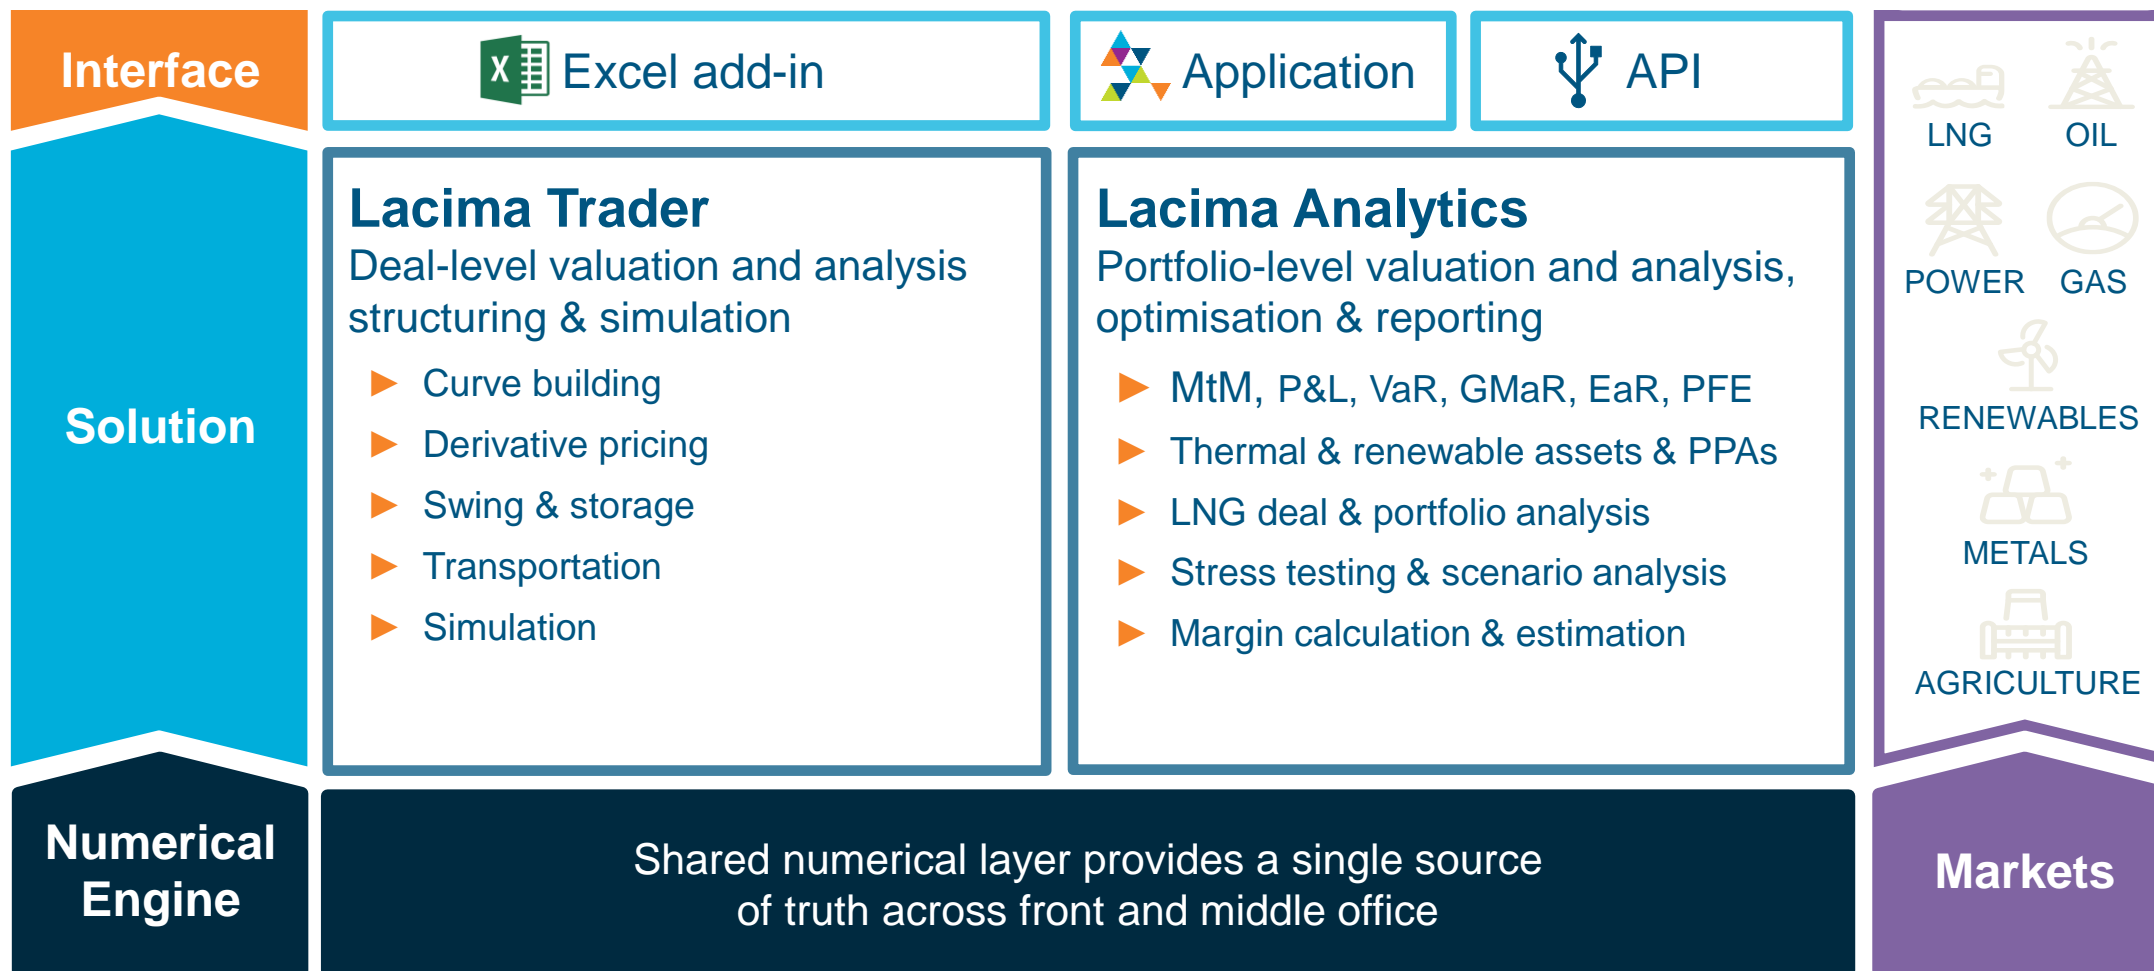 Interface
Excel add-in
Application
API
Solution
Lacima Trader
Deal-level valuation and analysis
structuring & simulation
► Curve building
► Derivative pricing
► Swing & storage
► Transportation
► Simulation
Lacima Analytics
Portfolio-level valuation and analysis,
optimisation & reporting
► MtM, P&L, VaR, GMaR, EaR, PFE
► Thermal & renewable assets & PPAs
► LNG deal & portfolio analysis
► Stress testing & scenario analysis
► Margin calculation & estimation
LNG
OIL
POWER
GAS
RENEWABLES
METALS
AGRICULTURE
Numerical
Engine
Shared numerical layer provides a single source
of truth across front and middle office
Markets